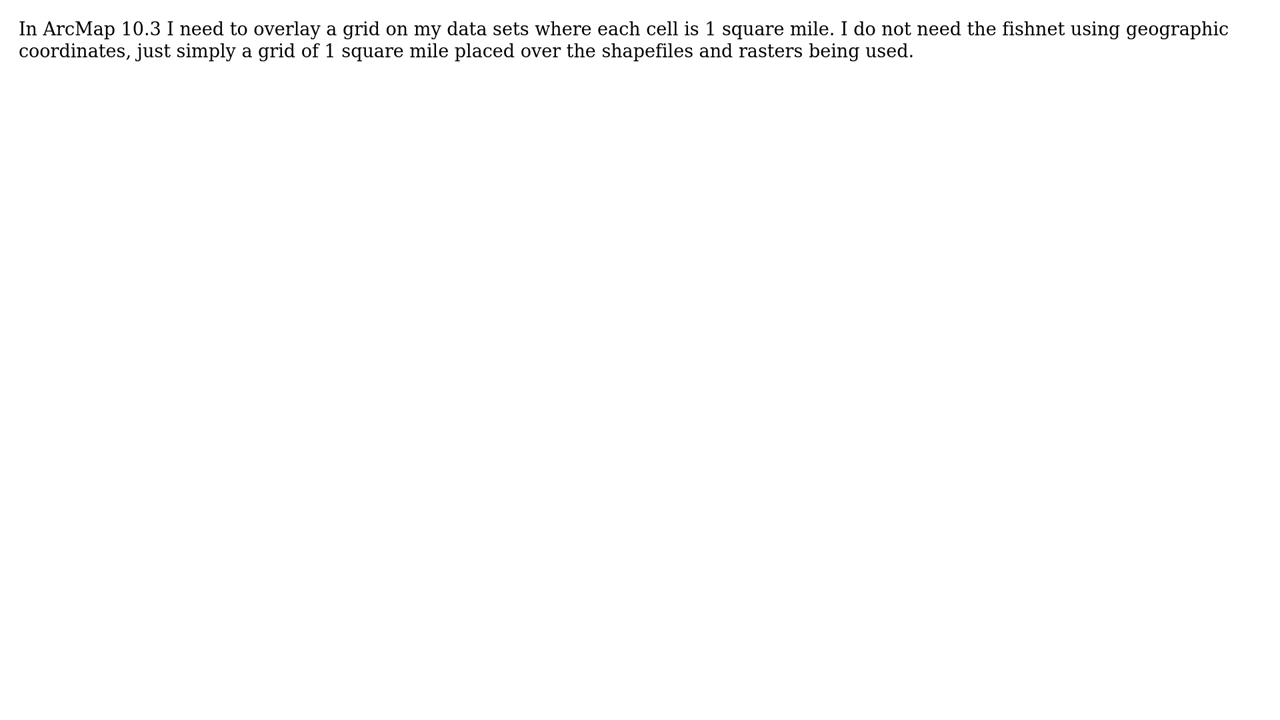 In ArcMap 10.3 I need to overlay a grid on my data sets where each cell is 1 square mile. I do not need the fishnet using geographic
coordinates, just simply a grid of 1 square mile placed over the shapefiles and rasters being used.